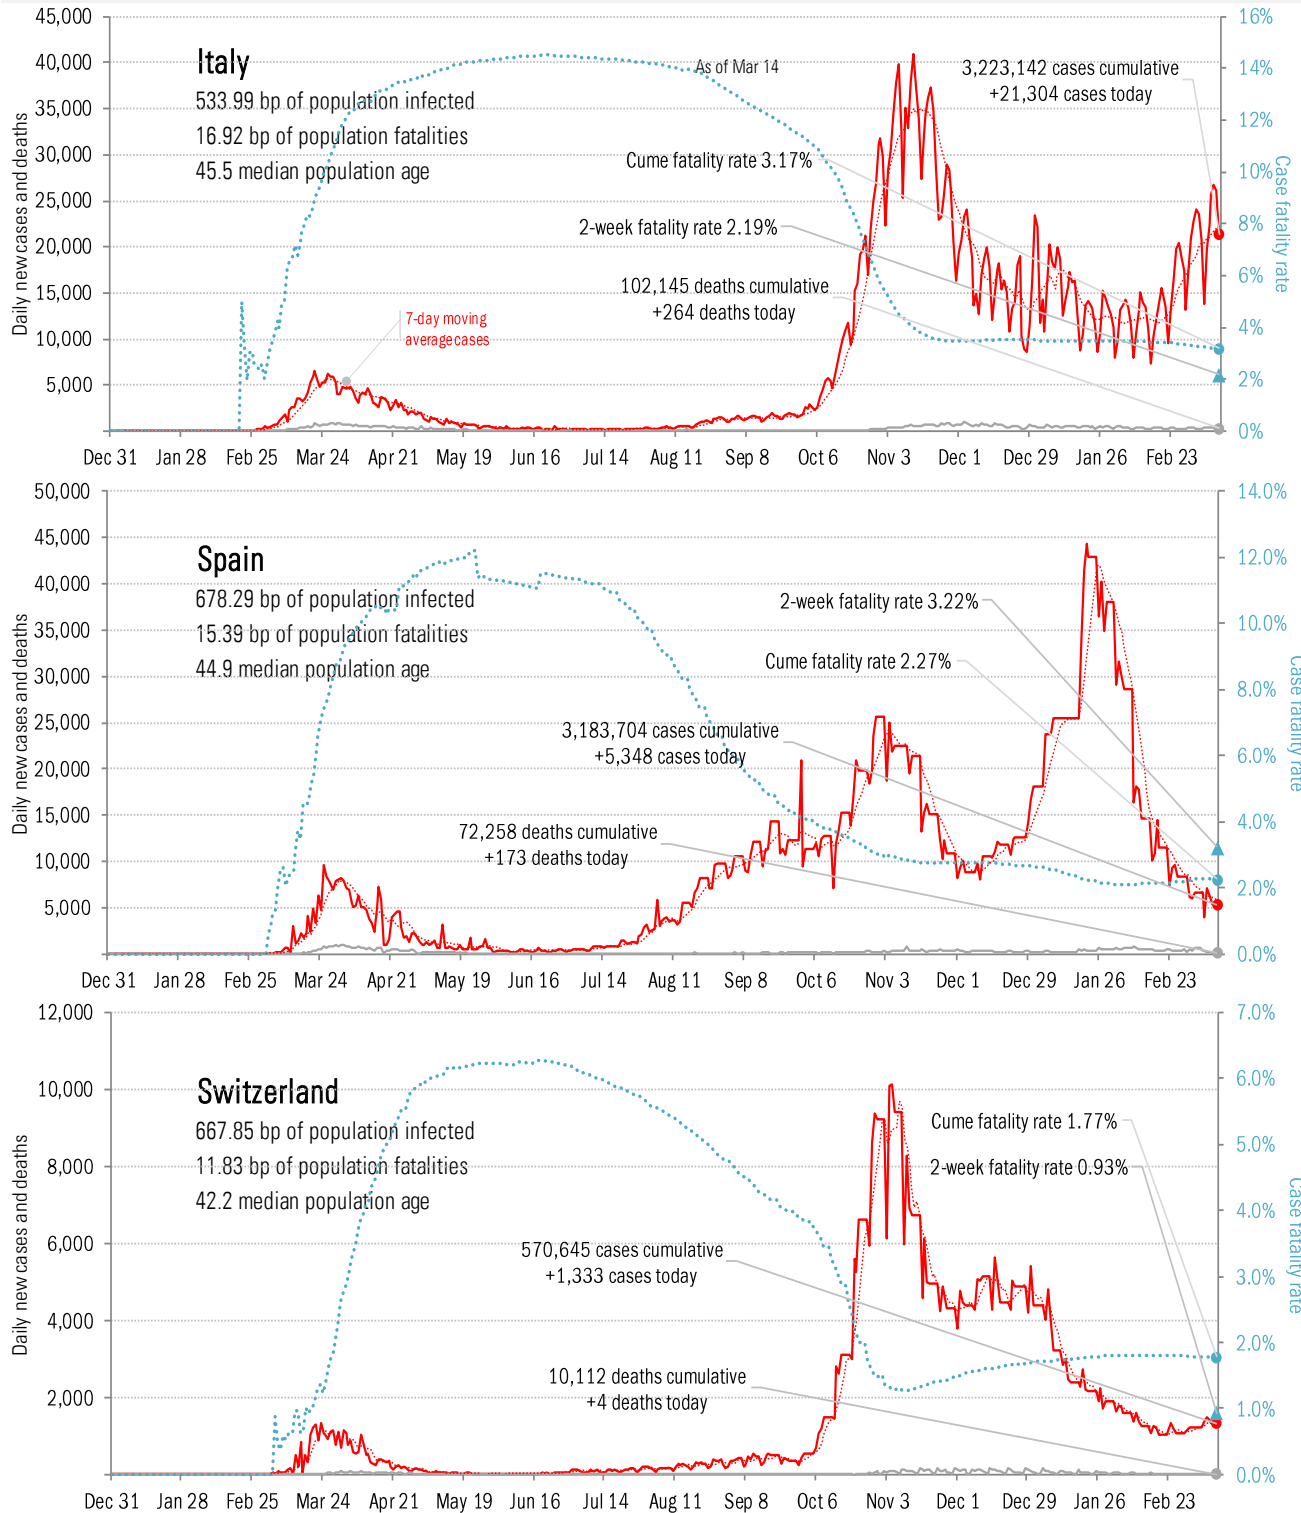 45,000
40,000
35,000
30,000
25,000
20,000
15,000
10,000
5,000
Daily new cases and deaths
Italy
533.99 bp of population infected
16.92 bp of population fatalities
45.5 median population age
As of Mar 14
3,223,142 cases cumulative
+21,304 cases today
Cume fatality rate 3.17%
2-week fatality rate 2.19%
102,145 deaths cumulative
+264 deaths today
7-day moving
average cases
16%
14%
12%
10%
8%
6%
4%
2%
0%
Case fatality rate
Dec 31 Jan 28 Feb 25 Mar 24 Apr 21 May 19 Jun 16 Jul 14 Aug 11 Sep 8 Oct 6 Nov 3 Dec 1 Dec 29 Jan 26 Feb 23
50,000
45,000
40,000
35,000
30,000
25,000
20,000
15,000
10,000
5,000
Daily new cases and deaths
Spain
678.29 bp of population infected
15.39 bp of population fatalities
44.9 median population age
2-week fatality rate 3.22%
Cume fatality rate 2.27%
3,183,704 cases cumulative
+5,348 cases today
72,258 deaths cumulative
+173 deaths today
14.0%
12.0%
10.0%
8.0%
6.0%
4.0%
2.0%
0.0%
Case fatality rate
Dec 31 Jan 28 Feb 25 Mar 24 Apr 21 May 19 Jun 16 Jul 14 Aug 11 Sep 8 Oct 6 Nov 3 Dec 1 Dec 29 Jan 26 Feb 23
12,000
10,000
8,000
6,000
4,000
2,000
Daily new cases and deaths
Switzerland
667.85 bp of population infected
11.83 bp of population fatalities
42.2 median population age
Cume fatality rate 1.77%
2-week fatality rate 0.93%
570,645 cases cumulative
+1,333 cases today
10,112 deaths cumulative
+4 deaths today
7.0%
6.0%
5.0%
4.0%
3.0%
2.0%
1.0%
0.0%
Case fatality rate
Dec 31 Jan 28 Feb 25 Mar 24 Apr 21 May 19 Jun 16 Jul 14 Aug 11 Sep 8 Oct 6 Nov 3 Dec 1 Dec 29 Jan 26 Feb 23